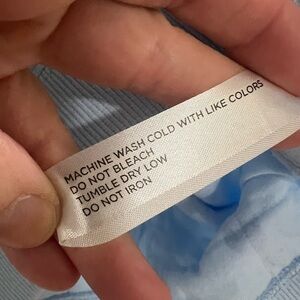 MACHINE WASH COLD WITH LIKE COLORS
DO NOT BLEACH
TUMBLE DRY LOW
DO NOT IRON